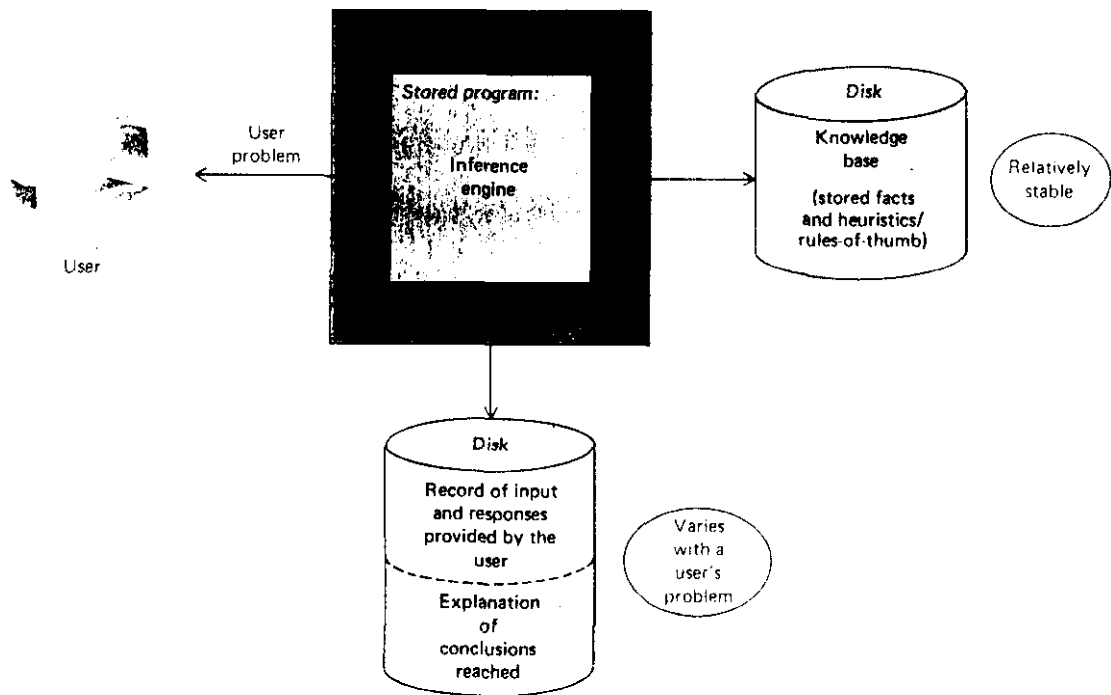 Stored program:
Inference
engine
User
problem
User
Disk
Knowledge
base
(stored facts
and heuristics/
rules-of-thumb)
Relatively
stable
Disk
Record of input
and responses
provided by the
user
Explanation
of
conclusions
reached
Varies
with a
user's
problem